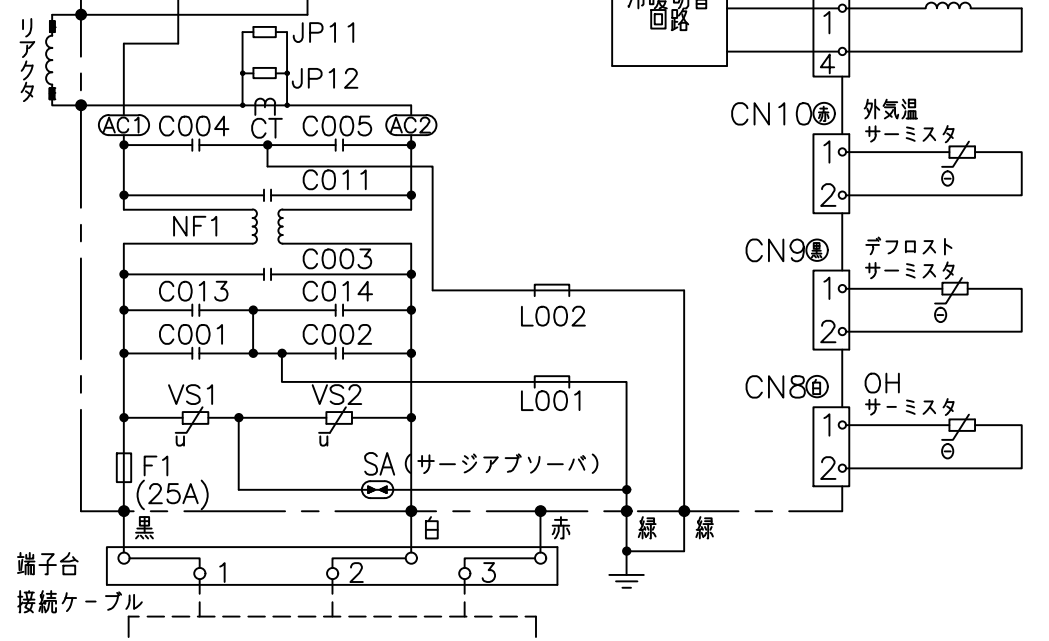 リアクタ
JP11
JP12
AC1
C004
CT
C005
AC2
C011
NF1
C003
C013
C014
C001
C002
L002
L001
VS1
u
VS2
u
F1
(25A)
SA (サージアブソーバ)
黒
白
赤
緑
緑
端子台
1
2
3
接続ケーブル
冷暖切替
回路
1
4
CN10赤
外気温
サーミスタ
1
2
Θ
CN9黒
デフロスト
サーミスタ
1
2
Θ
CN8白
OH
サーミスタ
1
2
Θ